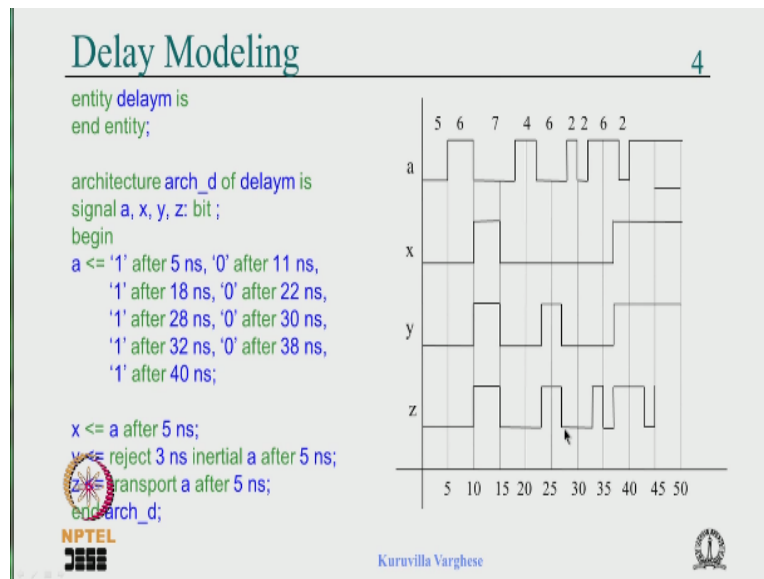 Delay Modeling
4
entity delaym is
end entity;
architecture arch_d of delaym is
signal a, x, y, z: bit ;
begin
a <= ‘1’ after 5 ns, ‘0’ after 11 ns,
‘1’ after 18 ns, ‘0’ after 22 ns,
‘1’ after 28 ns, ‘0’ after 30 ns,
‘1’ after 32 ns, ‘0’ after 38 ns,
‘1’ after 40 ns;
x <= a after 5 ns;
y <= reject 3 ns inertial a after 5 ns;
z <= transport a after 5 ns;
end arch_d;
5 6 7 4 6 2 2 6 2
a
x
y
z
5 10 15 20 25 30 35 40 45 50
NPTEL
Kuruvilla Varghese